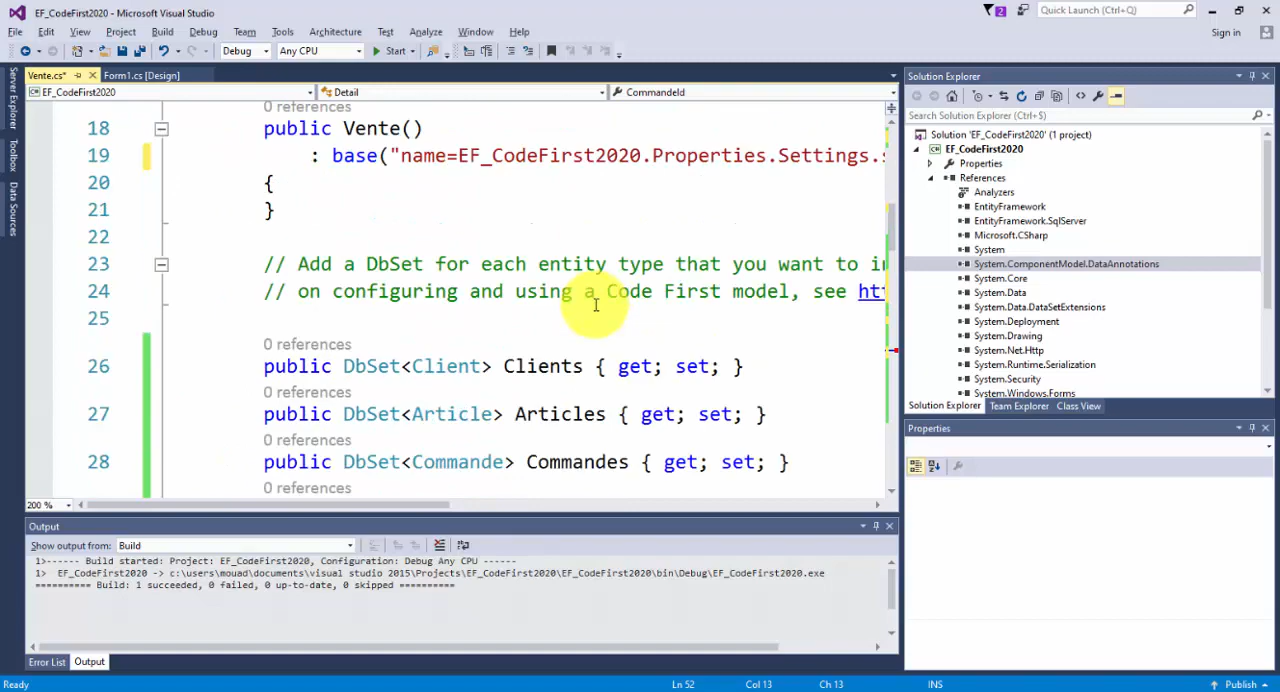 EF_CodeFirst2020 - Microsoft Visual Studio
2
Quick Launch (Ctrl+Q)
File Edit View Project Build Debug Team Tools Architecture Test Analyze Window Help
Sign in
Debug Any CPU Start
Server Explorer
Toolbox
Data Sources
Vente.cs*
Form1.cs [Design]
EF_CodeFirst2020
Detail
CommandeId
0 references
18 public Vente()
19 : base("name=EF_CodeFirst2020.Properties.Settings.s
20 {
21 }
22
23 // Add a DbSet for each entity type that you want to in
24 // on configuring and using a Code First model, see htt
25
0 references
26 public DbSet<Client> Clients { get; set; }
0 references
27 public DbSet<Article> Articles { get; set; }
0 references
28 public DbSet<Commande> Commandes { get; set; }
0 references
200 %
Output
Show output from: Build
1>------ Build started: Project: EF_CodeFirst2020, Configuration: Debug Any CPU ------
1> EF_CodeFirst2020 -> c:\users\mouad\documents\visual studio 2015\Projects\EF_CodeFirst2020\EF_CodeFirst2020\bin\Debug\EF_CodeFirst2020.exe
========== Build: 1 succeeded, 0 failed, 0 up-to-date, 0 skipped ==========
Error List Output
Solution Explorer
Search Solution Explorer (Ctrl+$)
Solution 'EF_CodeFirst2020' (1 project)
EF_CodeFirst2020
Properties
References
Analyzers
EntityFramework
EntityFramework.SqlServer
Microsoft.CSharp
System
System.ComponentModel.DataAnnotations
System.Core
System.Data
System.Data.DataSetExtensions
System.Deployment
System.Drawing
System.Net.Http
System.Runtime.Serialization
System.Security
System.Windows.Forms
Solution Explorer Team Explorer Class View
Properties
Ready
Ln 52
Col 13
Ch 13
INS
Publish